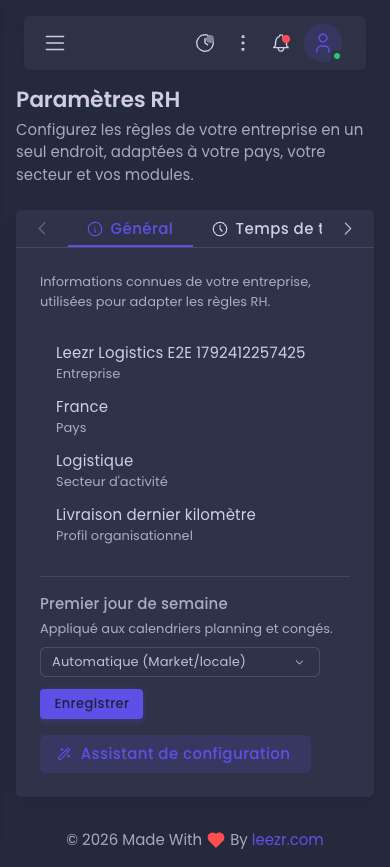 Paramètres RH
Configurez les règles de votre entreprise en un
seul endroit, adaptées à votre pays, votre
secteur et vos modules.
Général
Temps de t
Informations connues de votre entreprise,
utilisées pour adapter les règles RH.
Leezr Logistics E2E 1792412257425
Entreprise
France
Pays
Logistique
Secteur d'activité
Livraison dernier kilomètre
Profil organisationnel
Premier jour de semaine
Appliqué aux calendriers planning et congés.
Automatique (Market/locale)
Enregistrer
Assistant de configuration
© 2026 Made With By leezr.com